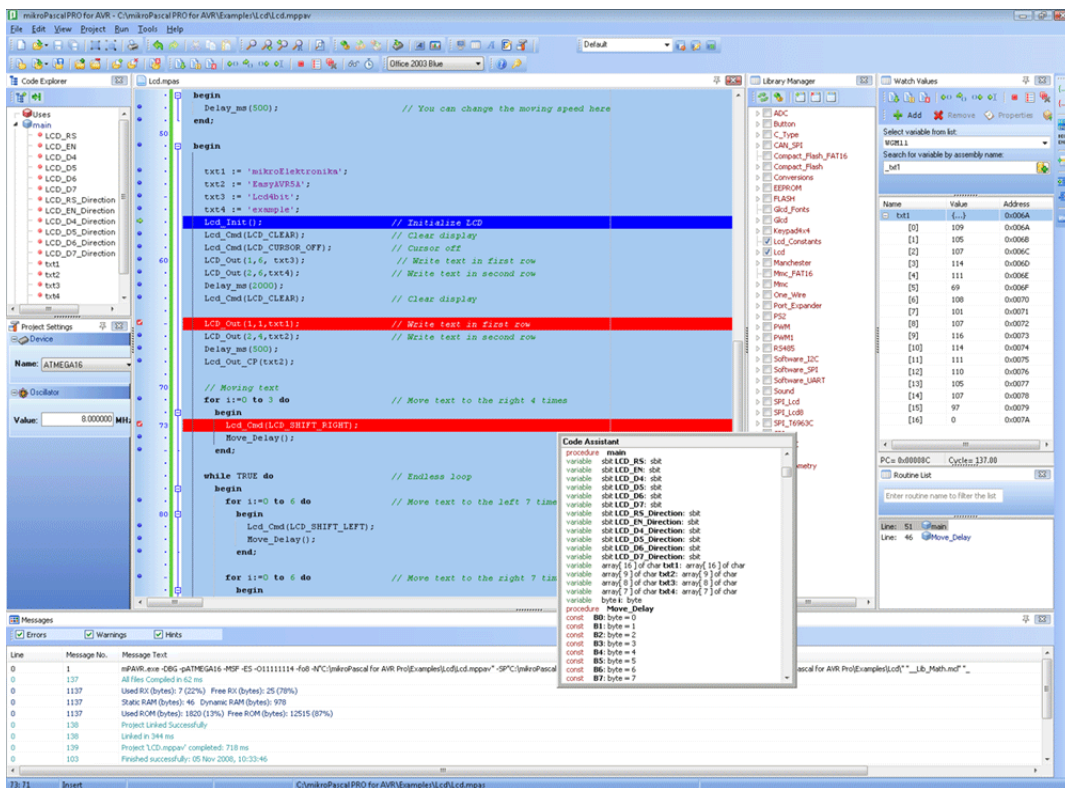 mikroPascal PRO for AVR - C:\mikroPascal PRO for AVR\Examples\Lcd\Lcd.mppav
File Edit View Project Run Tools Help
Default
Office 2003 Blue
Code Explorer
Uses
main
LCD_RS
LCD_EN
LCD_D4
LCD_D5
LCD_D6
LCD_D7
LCD_RS_Direction
LCD_EN_Direction
LCD_D4_Direction
LCD_D5_Direction
LCD_D6_Direction
LCD_D7_Direction
txt1
txt2
txt3
txt4
Project Settings
Device
Name: ATMEGA16
Oscillator
Value: 8.000000 MHz
Lcd.mpas
begin
Delay_ms(500); // You can change the moving speed here
end;
50
begin
txt1 := 'mikroElektronika';
txt2 := 'EasyAVR5A';
txt3 := 'Lcd4bit';
txt4 := 'example';
Lcd_Init(); // Initialize LCD
Lcd_Cmd(LCD_CLEAR); // Clear display
Lcd_Cmd(LCD_CURSOR_OFF); // Cursor off
60 LCD_Out(1,6, txt3); // Write text in first row
LCD_Out(2,6,txt4); // Write text in second row
Delay_ms(2000);
Lcd_Cmd(LCD_CLEAR); // Clear display
LCD_Out(1,1,txt1); // Write text in first row
LCD_Out(2,4,txt2); // Write text in second row
Delay_ms(500);
Lcd_Out_CP(txt2);
70 // Moving text
for i:=0 to 3 do // Move text to the right 4 times
begin
73 Lcd_Cmd(LCD_SHIFT_RIGHT);
Move_Delay();
end;
while TRUE do // Endless loop
begin
for i:=0 to 6 do // Move text to the left 7 time
80 begin
Lcd_Cmd(LCD_SHIFT_LEFT);
Move_Delay();
end;
for i:=0 to 6 do // Move text to the right 7 tim
begin
Library Manager
ADC
Button
C_Type
CAN_SPI
Compact_Flash_FAT16
Compact_Flash
Conversions
EEPROM
FLASH
Glcd_Fonts
Glcd
Keypad4x4
Lcd_Constants
Lcd
Manchester
Mmc_FAT16
Mmc
One_Wire
Port_Expander
PS2
PWM
PWM1
RS485
Software_I2C
Software_SPI
Software_UART
Sound
SPI_Lcd
SPI_Lcd8
SPI_T6963C
ometry
Watch Values
Add Remove Properties
Select variable from list:
WGM11
Search for variable by assembly name:
_txt1
Name Value Address
txt1 {...} 0x006A
[0] 109 0x006A
[1] 105 0x006B
[2] 107 0x006C
[3] 114 0x006D
[4] 111 0x006E
[5] 69 0x006F
[6] 108 0x0070
[7] 101 0x0071
[8] 107 0x0072
[9] 116 0x0073
[10] 114 0x0074
[11] 111 0x0075
[12] 110 0x0076
[13] 105 0x0077
[14] 107 0x0078
[15] 97 0x0079
[16] 0 0x007A
PC= 0x00008C Cycle= 137.00
Routine List
Enter routine name to filter the list
Line: 51 main
Line: 46 Move_Delay
Code Assistant
procedure main
variable sbit LCD_RS: sbit
variable sbit LCD_EN: sbit
variable sbit LCD_D4: sbit
variable sbit LCD_D5: sbit
variable sbit LCD_D6: sbit
variable sbit LCD_D7: sbit
variable sbit LCD_RS_Direction: sbit
variable sbit LCD_EN_Direction: sbit
variable sbit LCD_D4_Direction: sbit
variable sbit LCD_D5_Direction: sbit
variable sbit LCD_D6_Direction: sbit
variable sbit LCD_D7_Direction: sbit
variable array[ 16 ] of char txt1: array[ 16 ] of char
variable array[ 9 ] of char txt2: array[ 9 ] of char
variable array[ 8 ] of char txt3: array[ 8 ] of char
variable array[ 7 ] of char txt4: array[ 7 ] of char
variable byte i: byte
procedure Move_Delay
const B0: byte = 0
const B1: byte = 1
const B2: byte = 2
const B3: byte = 3
const B4: byte = 4
const B5: byte = 5
const B6: byte = 6
const B7: byte = 7
Messages
Errors Warnings Hints
Line Message No. Message Text
0 1 mPAVR.exe -DBG -pATMEGA16 -MSF -ES -O11111114 -fo8 -N"C:\mikroPascal for AVR Pro\Examples\Lcd\Lcd.mppav" -SP"C:\mikroPascal ascal for AVR Pro\Examples\Lcd\" "__Lib_Math.mcl" "_
0 137 All files Compiled in 62 ms
0 1137 Used RX (bytes): 7 (22%) Free RX (bytes): 25 (78%)
0 1137 Static RAM (bytes): 46 Dynamic RAM (bytes): 978
0 1137 Used ROM (bytes): 1820 (13%) Free ROM (bytes): 12515 (87%)
0 138 Project Linked Successfully
0 138 Linked in 344 ms
0 139 Project 'LCD.mppav' completed: 718 ms
0 103 Finished successfully: 05 Nov 2008, 10:33:46
73: 71 Insert C:\mikroPascal PRO for AVR\Examples\Lcd\Lcd.mpas